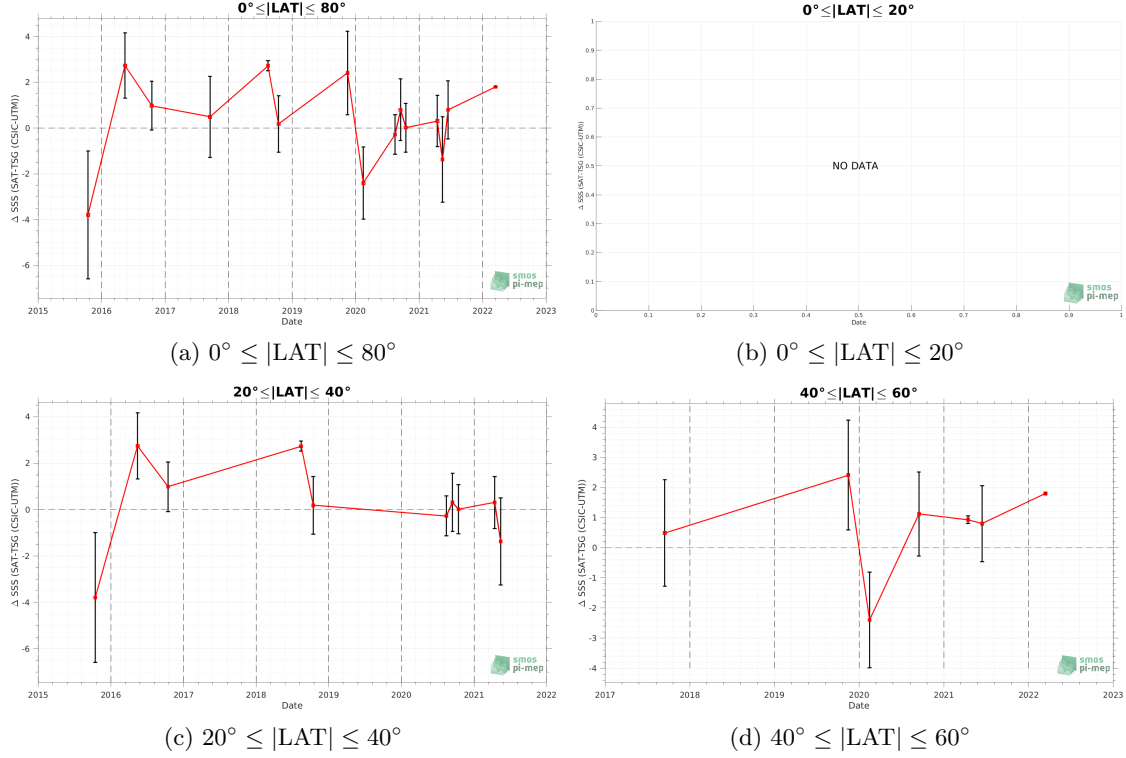 0°≤|LAT|≤ 80°
Δ SSS (SAT-TSG (CSIC-UTM))
4
2
0
-2
-4
-6
smos
pi-mep
2015 2016 2017 2018 2019 2020 2021 2022 2023
Date
(a) 0° ≤ |LAT| ≤ 80°
0°≤|LAT|≤ 20°
Δ SSS (SAT-TSG (CSIC-UTM))
1
0.9
0.8
0.7
0.6
0.5
0.4
0.3
0.2
0.1
0
NO DATA
smos
pi-mep
0 0.1 0.2 0.3 0.4 0.5 0.6 0.7 0.8 0.9 1
Date
(b) 0° ≤ |LAT| ≤ 20°
20°≤|LAT|≤ 40°
Δ SSS (SAT-TSG (CSIC-UTM))
4
2
0
-2
-4
-6
smos
pi-mep
2015 2016 2017 2018 2019 2020 2021 2022
Date
(c) 20° ≤ |LAT| ≤ 40°
40°≤|LAT|≤ 60°
Δ SSS (SAT-TSG (CSIC-UTM))
4
3
2
1
0
-1
-2
-3
-4
smos
pi-mep
2017 2018 2019 2020 2021 2022 2023
Date
(d) 40° ≤ |LAT| ≤ 60°